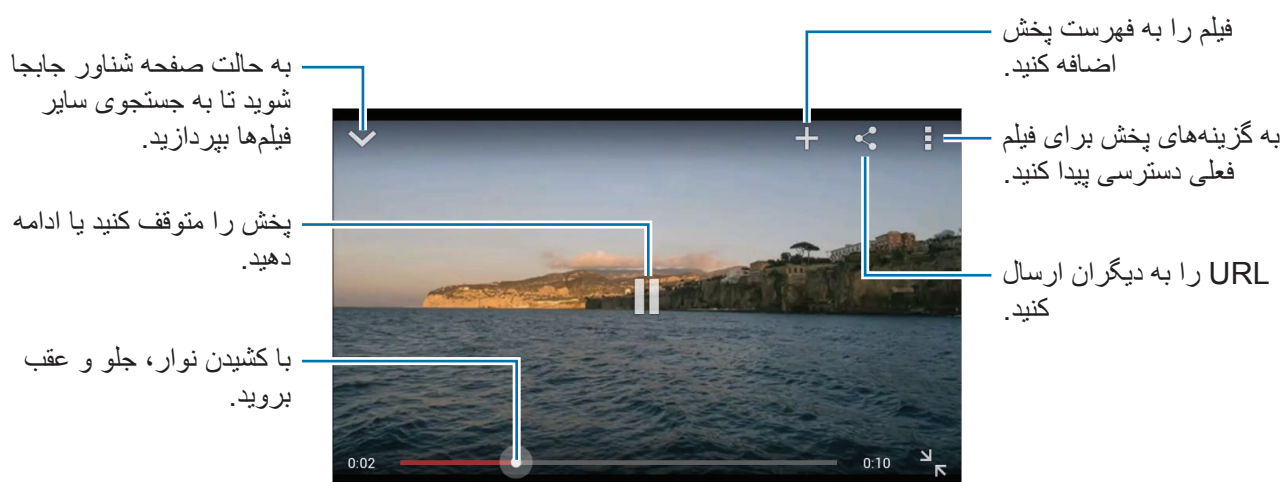 فیلم را به فهرست پخش
اضافه کنید.
به گزینه‌های پخش برای فیلم
فعلی دسترسی پیدا کنید.
URL را به دیگران ارسال
کنید.
به حالت صفحه شناور جابجا
شوید تا به جستجوی سایر
فیلم‌ها بپردازید.
پخش را متوقف کنید یا ادامه
دهید.
با کشیدن نوار، جلو و عقب
بروید.
0:02
0:10